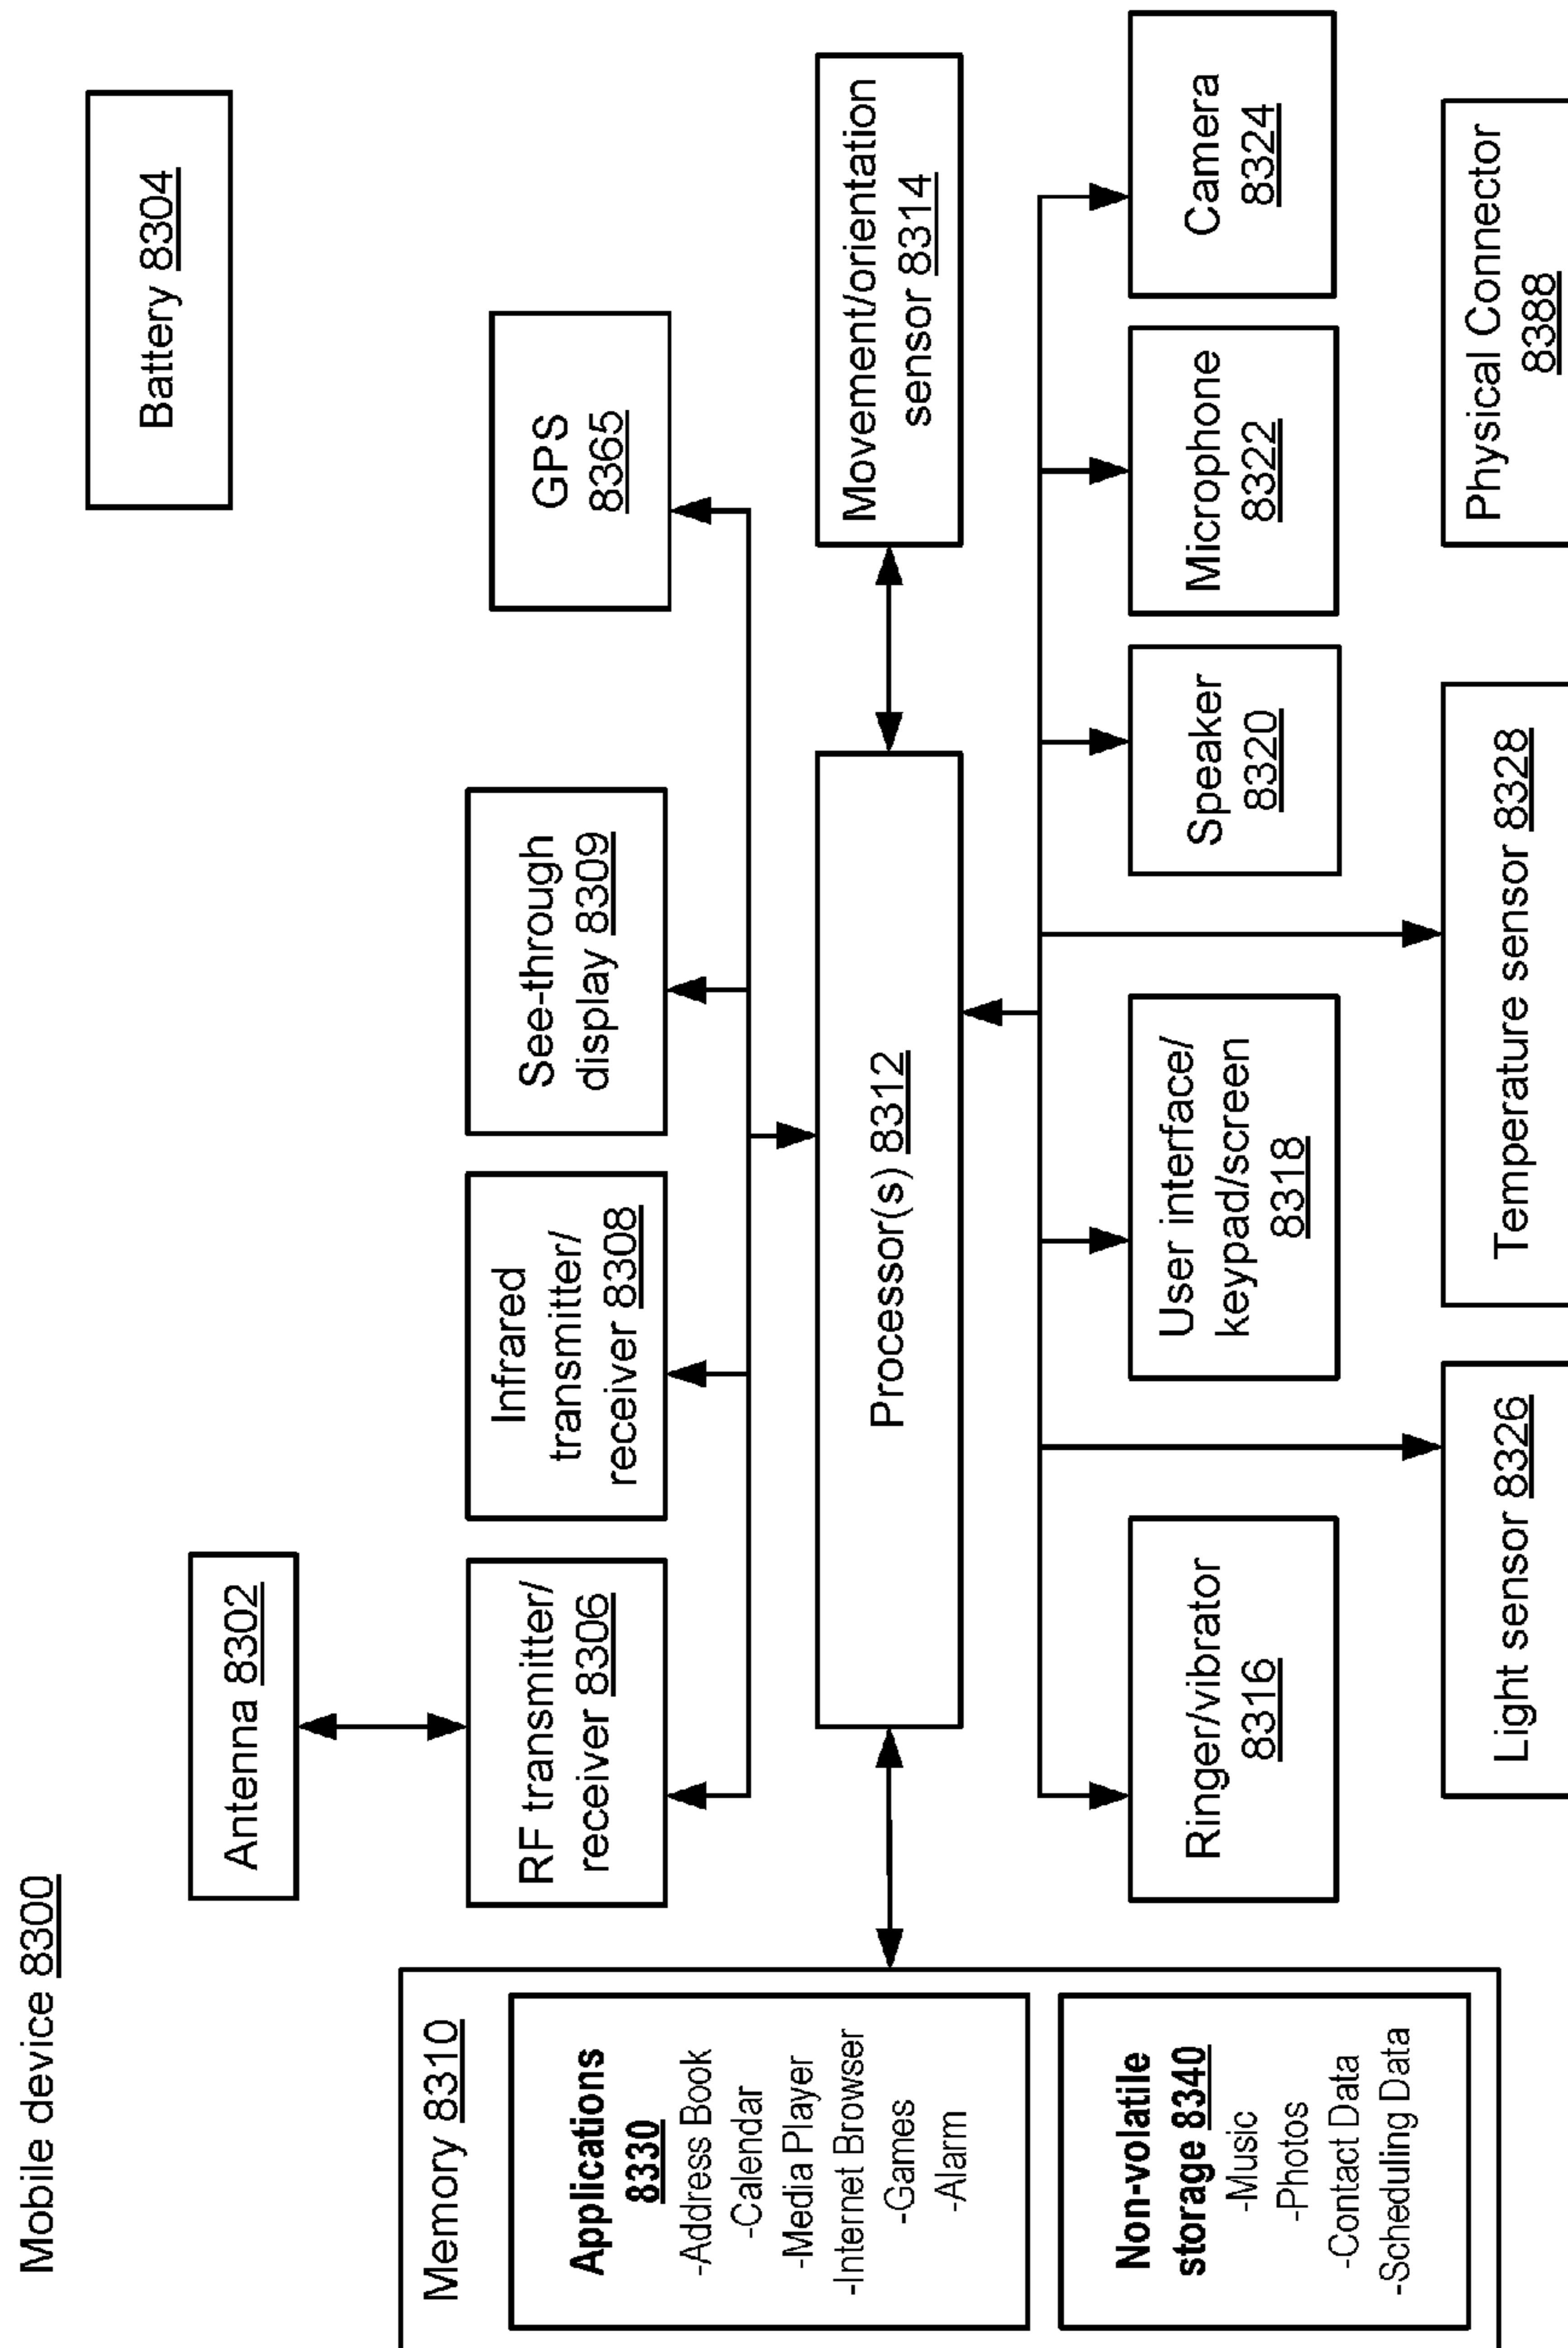 Mobile device 8300
Antenna 8302
Battery 8304
Memory 8310
Applications
8330
-Address Book
-Calendar
-Media Player
-Internet Browser
-Games
-Alarm
Non-volatile
storage 8340
-Music
-Photos
-Contact Data
-Scheduling Data
RF transmitter/
receiver 8306
Infrared
transmitter/
receiver 8308
See-through
display 8309
GPS
8365
Processor(s) 8312
Movement/orientation
sensor 8314
Ringer/vibrator
8316
User interface/
keypad/screen
8318
Speaker
8320
Microphone
8322
Camera
8324
Light sensor 8326
Temperature sensor 8328
Physical Connector
8388